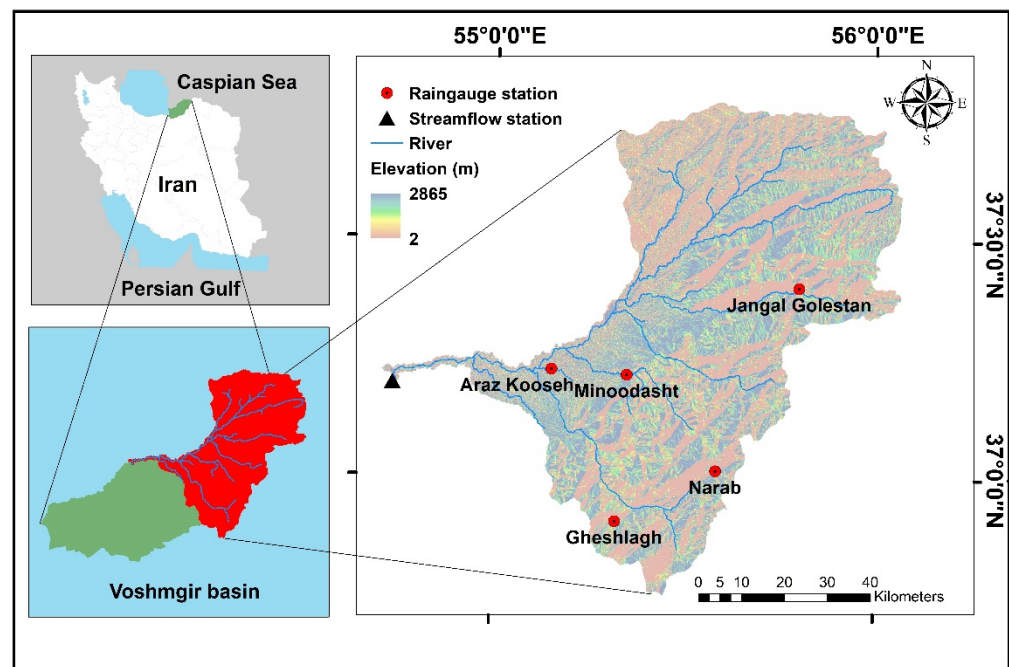 Caspian Sea
Iran
Persian Gulf
Voshmgir basin
55°0'0"E
56°0'0"E
Raingauge station
Streamflow station
River
Elevation (m)
2865
2
N
W
E
S
37°30'0"N
37°0'0"N
Jangal Golestan
Araz Kooseh
Minoodasht
Narab
Gheshlagh
0 5 10 20 30 40
Kilometers